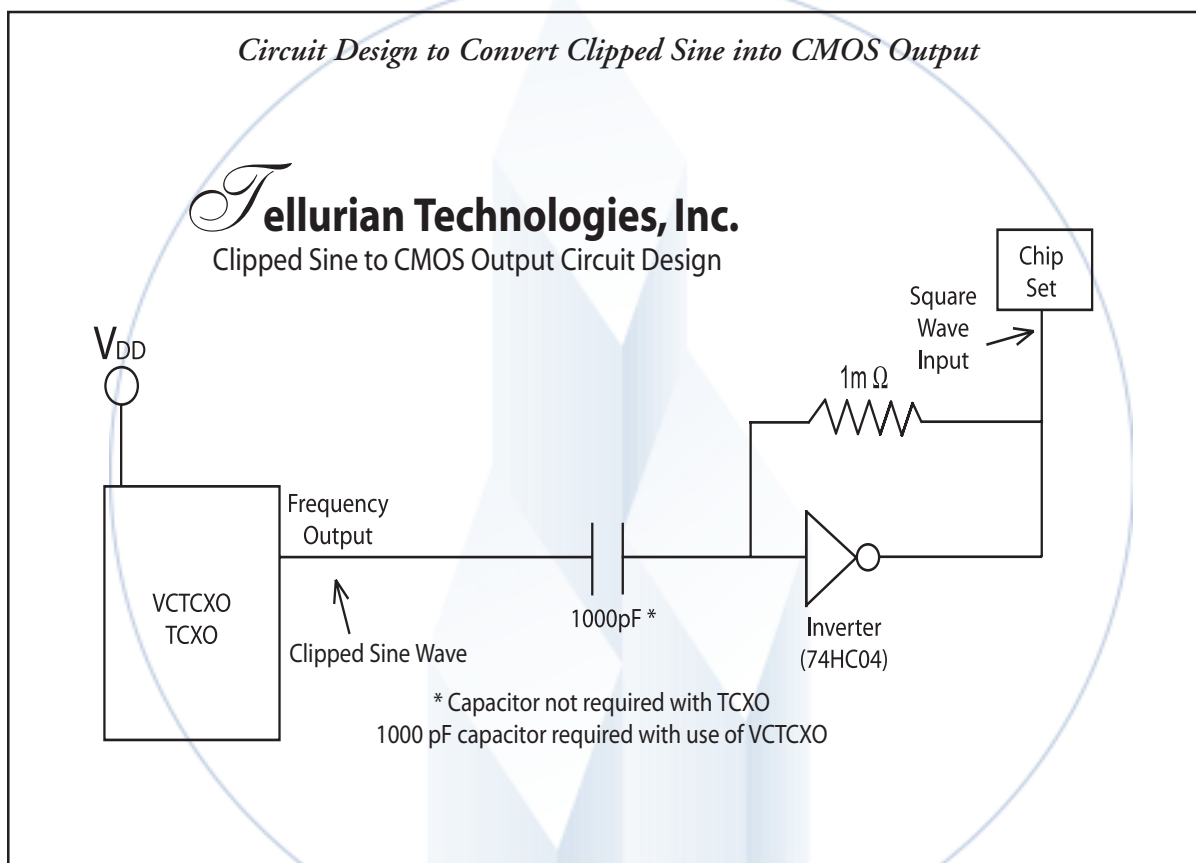 Circuit Design to Convert Clipped Sine into CMOS Output
Tellurian Technologies, Inc.
Clipped Sine to CMOS Output Circuit Design
Chip
Set
Square
Wave
Input
VDD
1m Ω
Frequency
Output
VCTCXO
TCXO
Clipped Sine Wave
1000pF *
Inverter
(74HC04)
* Capacitor not required with TCXO
1000 pF capacitor required with use of VCTCXO